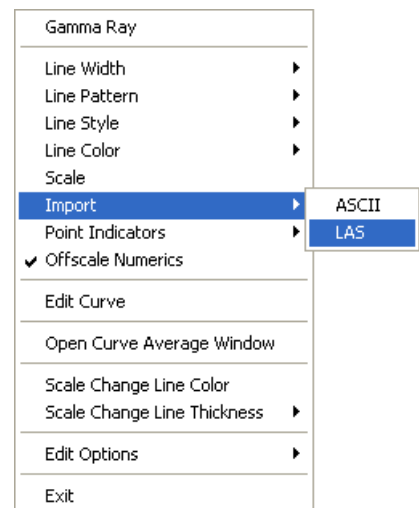 Gamma Ray
Line Width
Line Pattern
Line Style
Line Color
Scale
Import
ASCII
Point Indicators
LAS
Offscale Numerics
Edit Curve
Open Curve Average Window
Scale Change Line Color
Scale Change Line Thickness
Edit Options
Exit